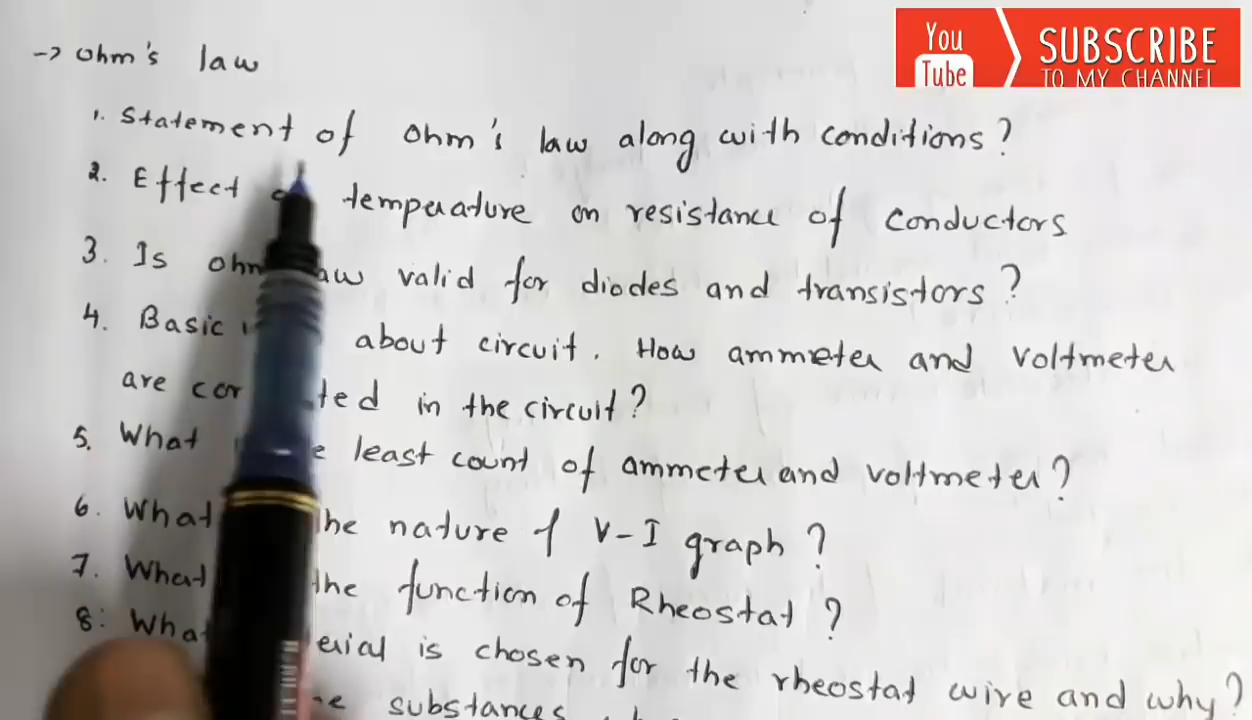 You
Tube
SUBSCRIBE
TO MY CHANNEL
-> Ohm's law
1. Statement of Ohm's law along with conditions?
2. Effect temperature on resistance of conductors
3. Is ohm law valid for diodes and transistors?
4. Basic about circuit. How ammeter and voltmeter
are in the circuit?
5. What least count of ammeter and voltmeter?
6. What the nature of V-I graph?
7. What the function of Rheostat?
8: What is chosen for the rheostat wire and why?
substances